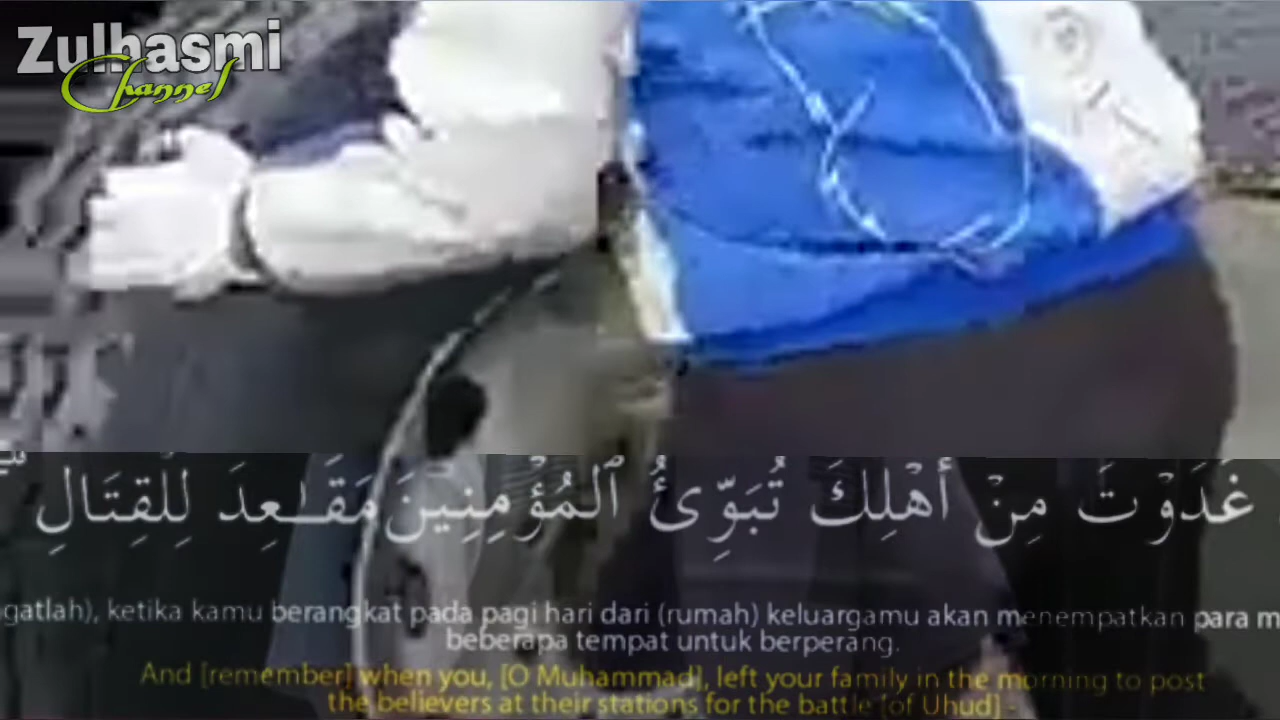 Zulhasmi
Channel
غَدَوْتَ مِنْ أَهْلِكَ تُبَوِّئُ ٱلْمُؤْمِنِينَ مَقَـٰعِدَ لِلْقِتَالِ ۗ
gatlah), ketika kamu berangkat pada pagi hari dari (rumah) keluargamu akan menempatkan para m
beberapa tempat untuk berperang.
And [remember] when you, [O Muhammad], left your family in the morning to post
the believers at their stations for the battle [of Uhud] -